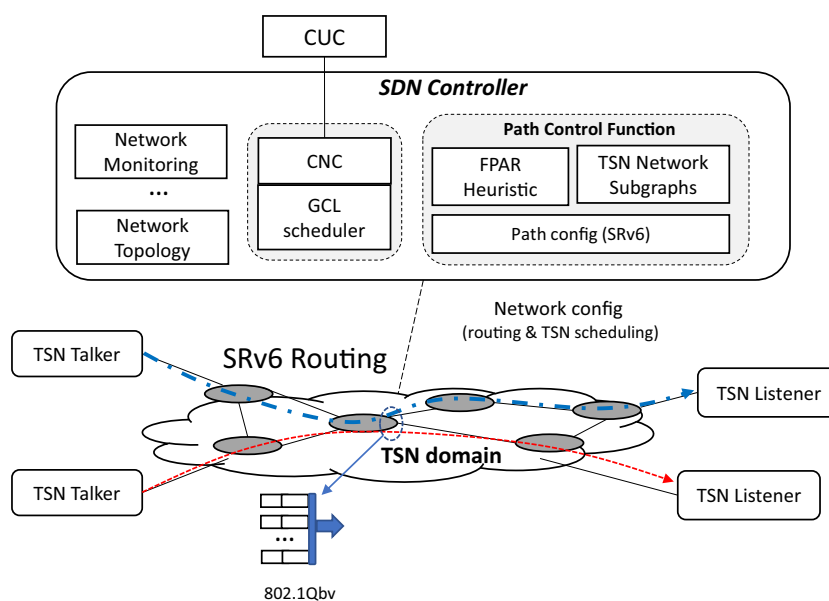 CUC
SDN Controller
Network
Monitoring
...
Network
Topology
CNC
GCL
scheduler
Path Control Function
FPAR
Heuristic
TSN Network
Subgraphs
Path config (SRv6)
Network config
(routing & TSN scheduling)
TSN Talker
SRv6 Routing
TSN Listener
TSN domain
TSN Talker
TSN Listener
...
802.1Qbv